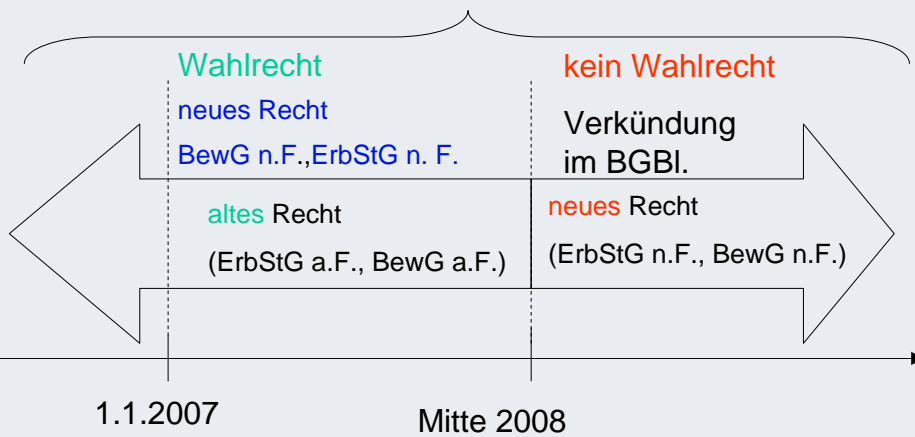 Wahlrecht
neues Recht
BewG n.F.,ErbStG n. F.
altes Recht
(ErbStG a.F., BewG a.F.)
kein Wahlrecht
Verkündung
im BGBl.
neues Recht
(ErbStG n.F., BewG n.F.)
1.1.2007
Mitte 2008